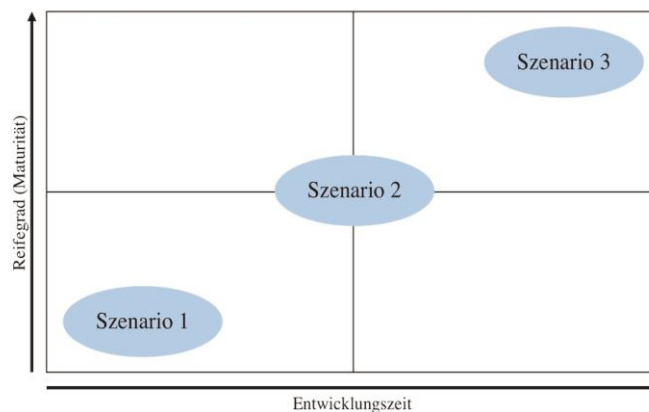 Szenario 3
Szenario 2
Szenario 1
Reifegrad (Maturität)
Entwicklungszeit